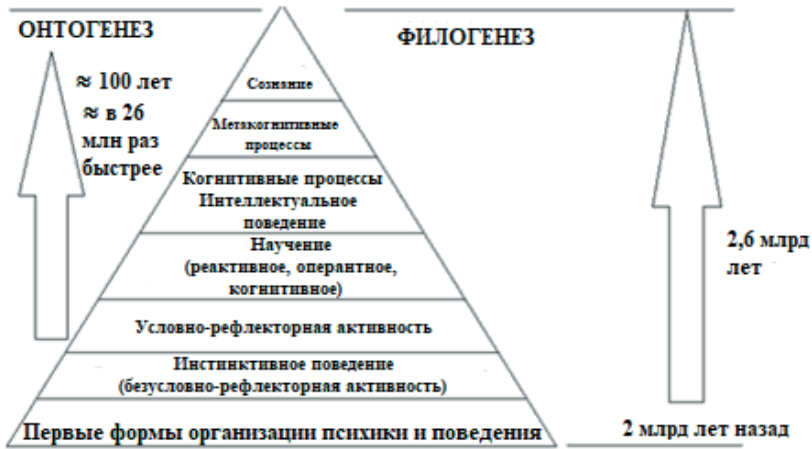 ОНТОГЕНЕЗ
ФИЛОГЕНЕЗ
≈ 100 лет
≈ в 26
млн раз
быстрее
Сознание
Метакогнитивные
процессы
Когнитивные процессы
Интеллектуальное
поведение
Научение
(реактивное, оперантное,
когнитивное)
Условно-рефлекторная активность
Инстинктивное поведение
(безусловно-рефлекторная активность)
Первые формы организации психики и поведения
2,6 млрд
лет
2 млрд лет назад